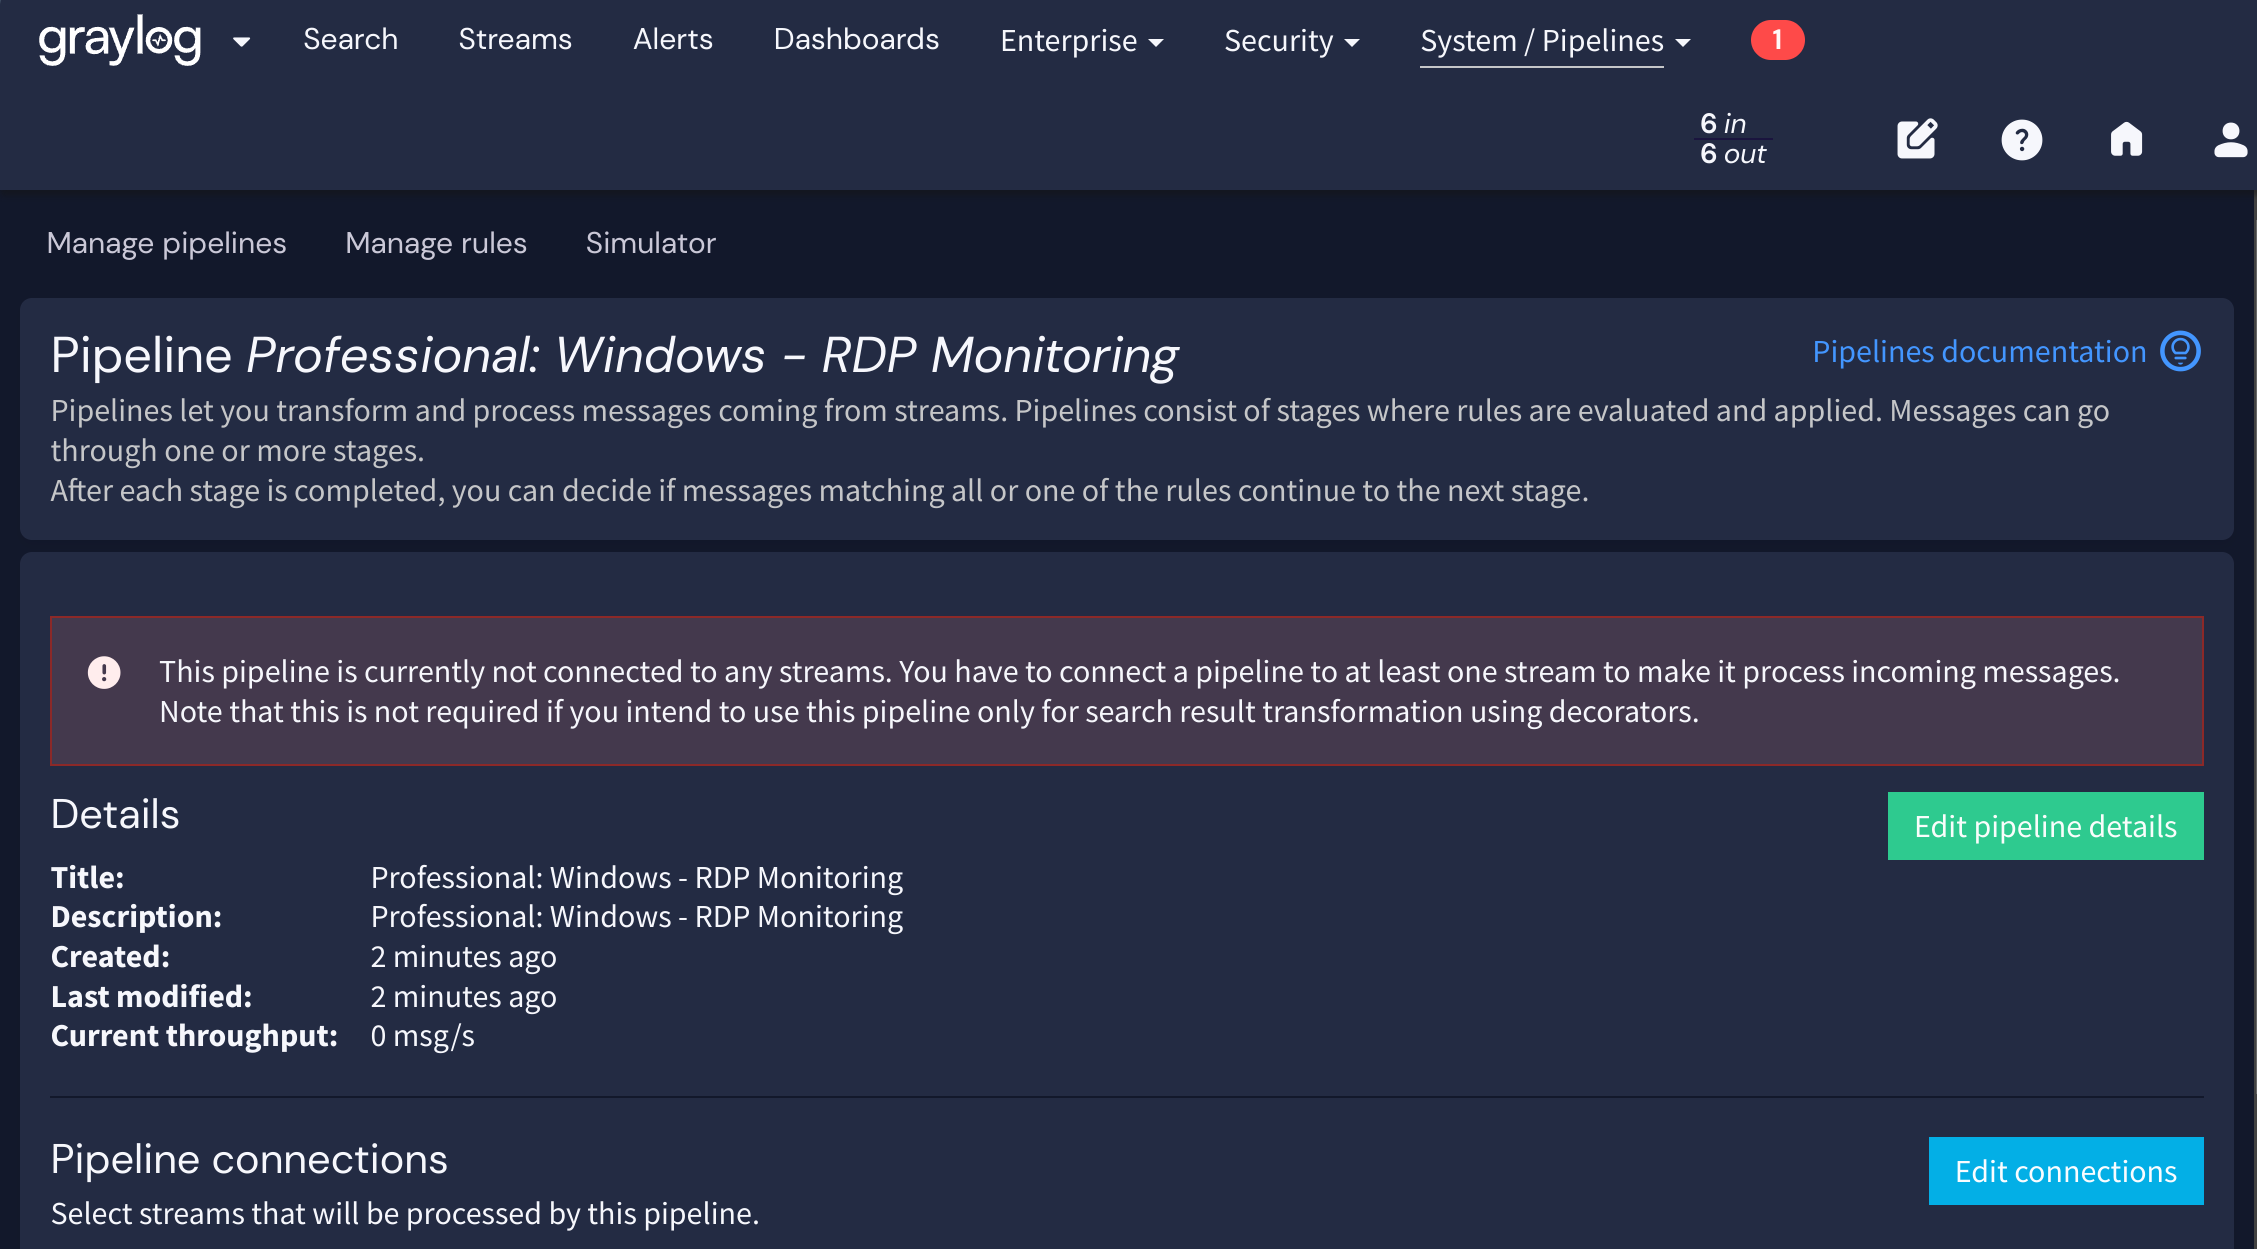 graylog
Search
Streams
Alerts
Dashboards
Enterprise
Security
System / Pipelines
1
6 in
6 out
?
Manage pipelines
Manage rules
Simulator
Pipeline Professional: Windows - RDP Monitoring
Pipelines documentation
Pipelines let you transform and process messages coming from streams. Pipelines consist of stages where rules are evaluated and applied. Messages can go
through one or more stages.
After each stage is completed, you can decide if messages matching all or one of the rules continue to the next stage.
This pipeline is currently not connected to any streams. You have to connect a pipeline to at least one stream to make it process incoming messages.
Note that this is not required if you intend to use this pipeline only for search result transformation using decorators.
Details
Edit pipeline details
Title: Professional: Windows - RDP Monitoring
Description: Professional: Windows - RDP Monitoring
Created: 2 minutes ago
Last modified: 2 minutes ago
Current throughput: 0 msg/s
Pipeline connections
Edit connections
Select streams that will be processed by this pipeline.